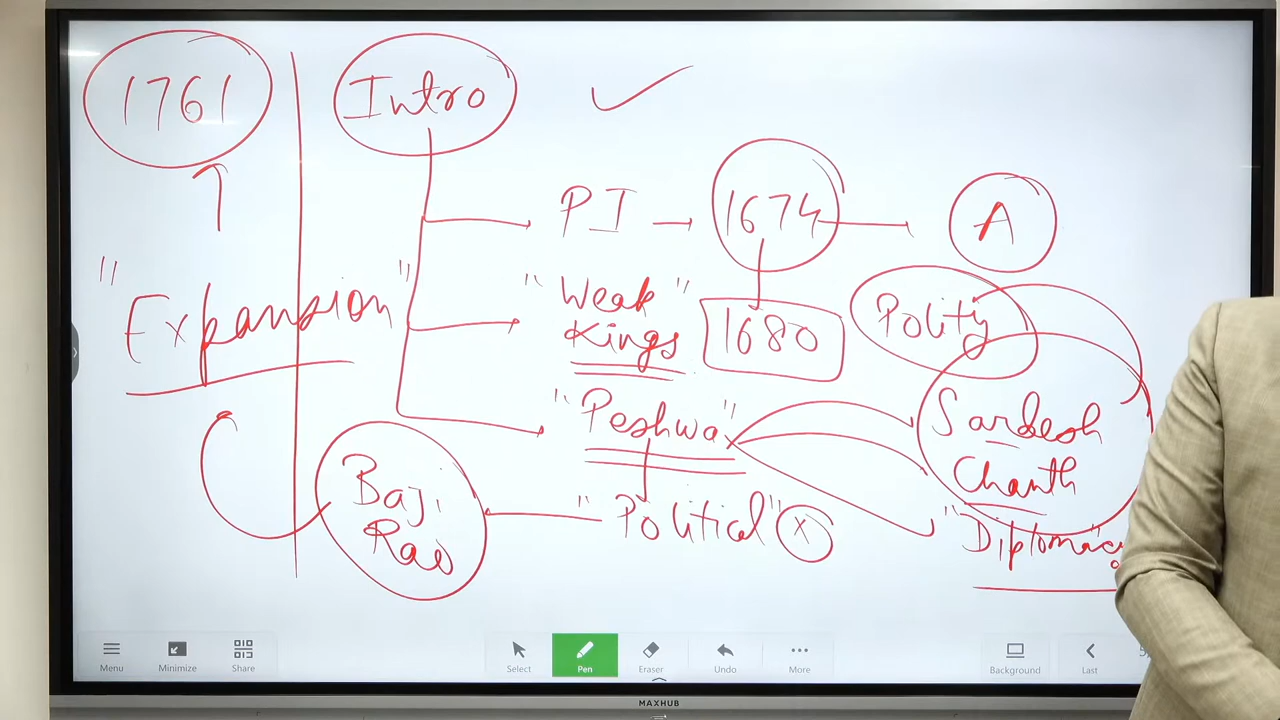 1761
Intro
PI
1674
A
"Expansion"
"Weak"
Kings
1680
Polity
"Peshwa"
Sardesh
Chauth
"Diplomacy
Baji
Rao
"Political" X
Menu
Minimize
Share
Select
Pen
Eraser
Undo
More
Background
Last
MAXHUB